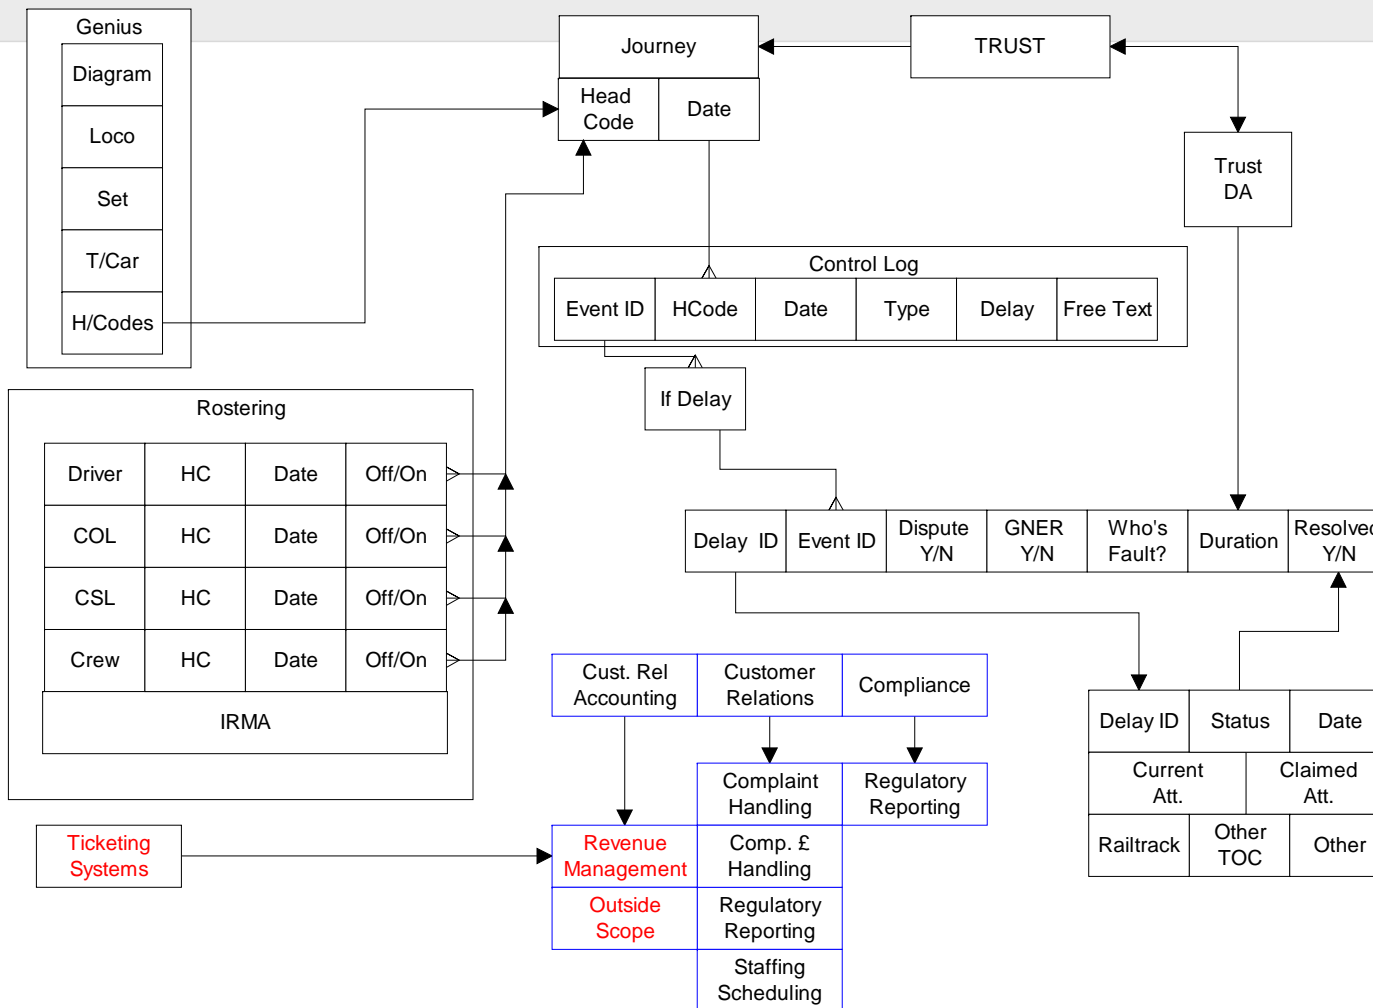 Genius
Diagram
Loco
Set
T/Car
H/Codes
Journey
Head
Code
Date
TRUST
Trust
DA
Control Log
Event ID
HCode
Date
Type
Delay
Free Text
If Delay
Rostering
Driver
HC
Date
Off/On
COL
HC
Date
Off/On
CSL
HC
Date
Off/On
Crew
HC
Date
Off/On
IRMA
Delay ID
Event ID
Dispute
Y/N
GNER
Y/N
Who's
Fault?
Duration
Resolved
Y/N
Cust. Rel
Accounting
Customer
Relations
Compliance
Complaint
Handling
Regulatory
Reporting
Ticketing
Systems
Revenue
Management
Comp. £
Handling
Outside
Scope
Regulatory
Reporting
Staffing
Scheduling
Delay ID
Status
Date
Current
Att.
Claimed
Att.
Railtrack
Other
TOC
Other